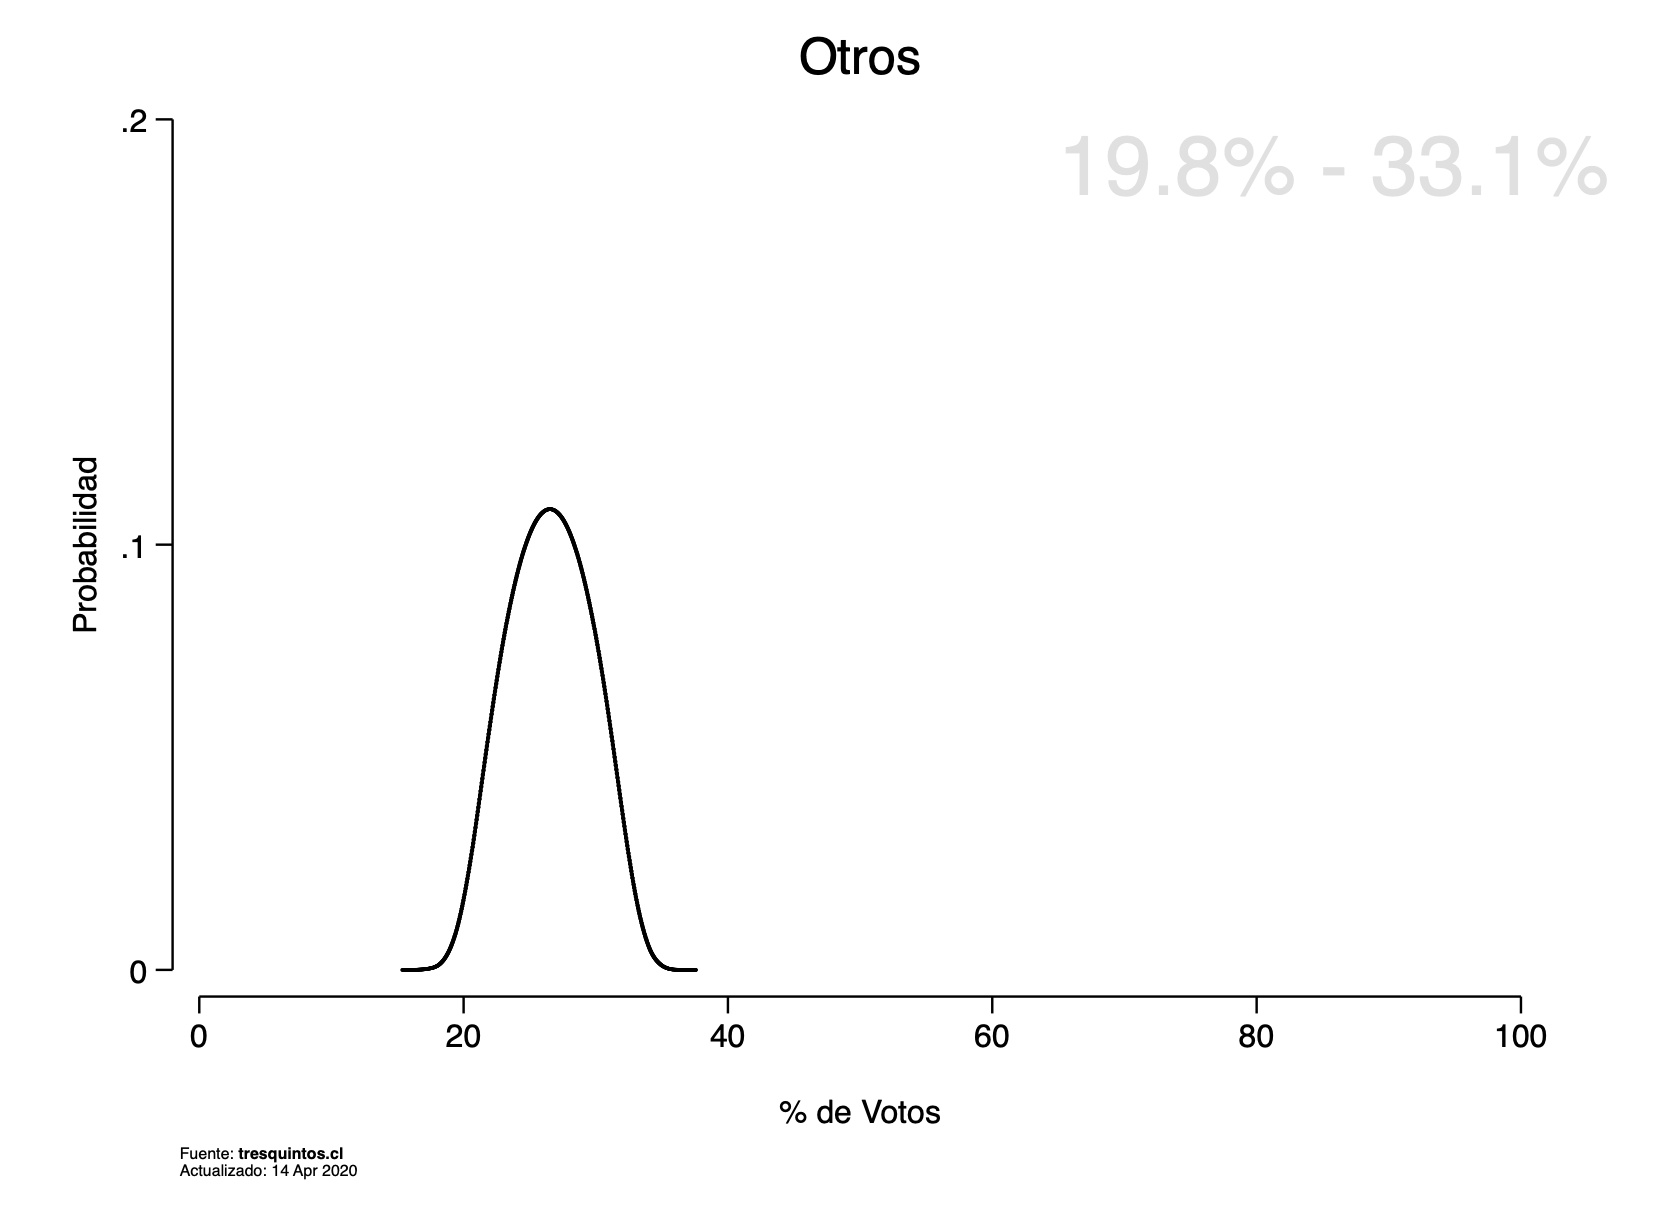 Otros
.2
19.8% - 33.1%
Probabilidad
.1
0
0 20 40 60 80 100
% de Votos
Fuente: tresquintos.cl
Actualizado: 14 Apr 2020